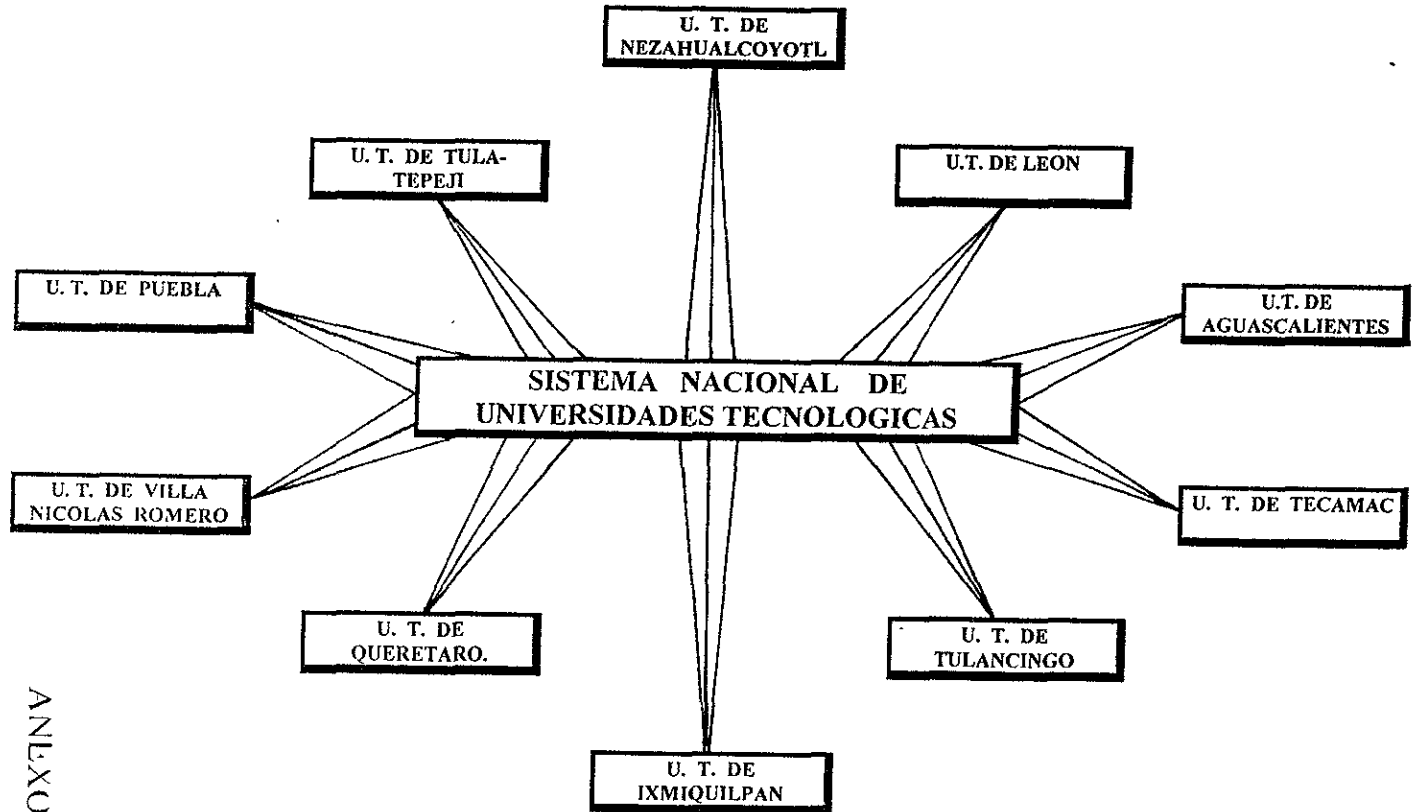 U. T. DE
NEZAHUALCOYOTL
U. T. DE TULA-
TEPEJI
U.T. DE LEON
U. T. DE PUEBLA
U.T. DE
AGUASCALIENTES
SISTEMA NACIONAL DE
UNIVERSIDADES TECNOLOGICAS
U. T. DE VILLA
NICOLAS ROMERO
U. T. DE TECAMAC
U. T. DE
QUERETARO.
U. T. DE
TULANCINGO
U. T. DE
IXMIQUILPAN
ANEXO